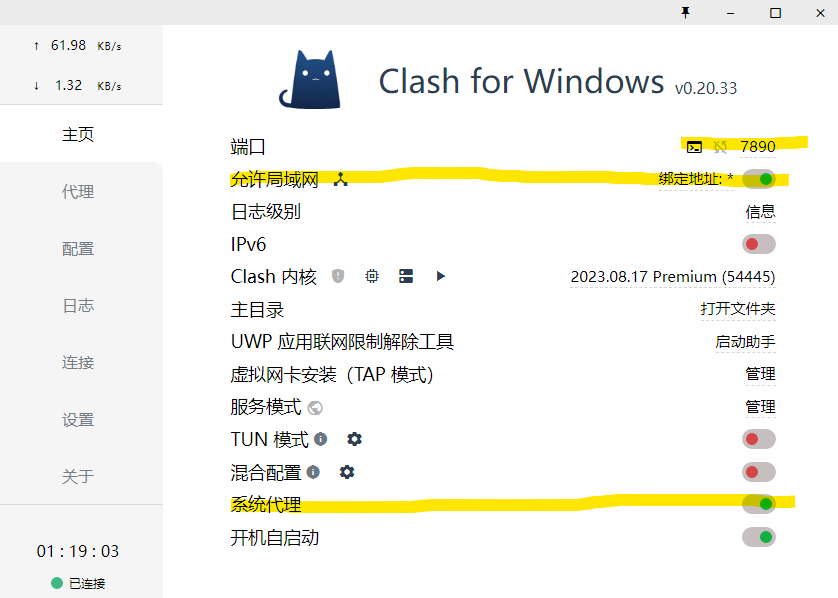 ↑ 61.98 KB/s
↓ 1.32 KB/s
主页
代理
配置
日志
连接
设置
关于
01 : 19 : 03
已连接
Clash for Windows v0.20.33
端口 7890
允许局域网 绑定地址: *
日志级别 信息
IPv6
Clash 内核 2023.08.17 Premium (54445)
主目录 打开文件夹
UWP 应用联网限制解除工具 启动助手
虚拟网卡安装（TAP 模式） 管理
服务模式 管理
TUN 模式
混合配置
系统代理
开机自启动